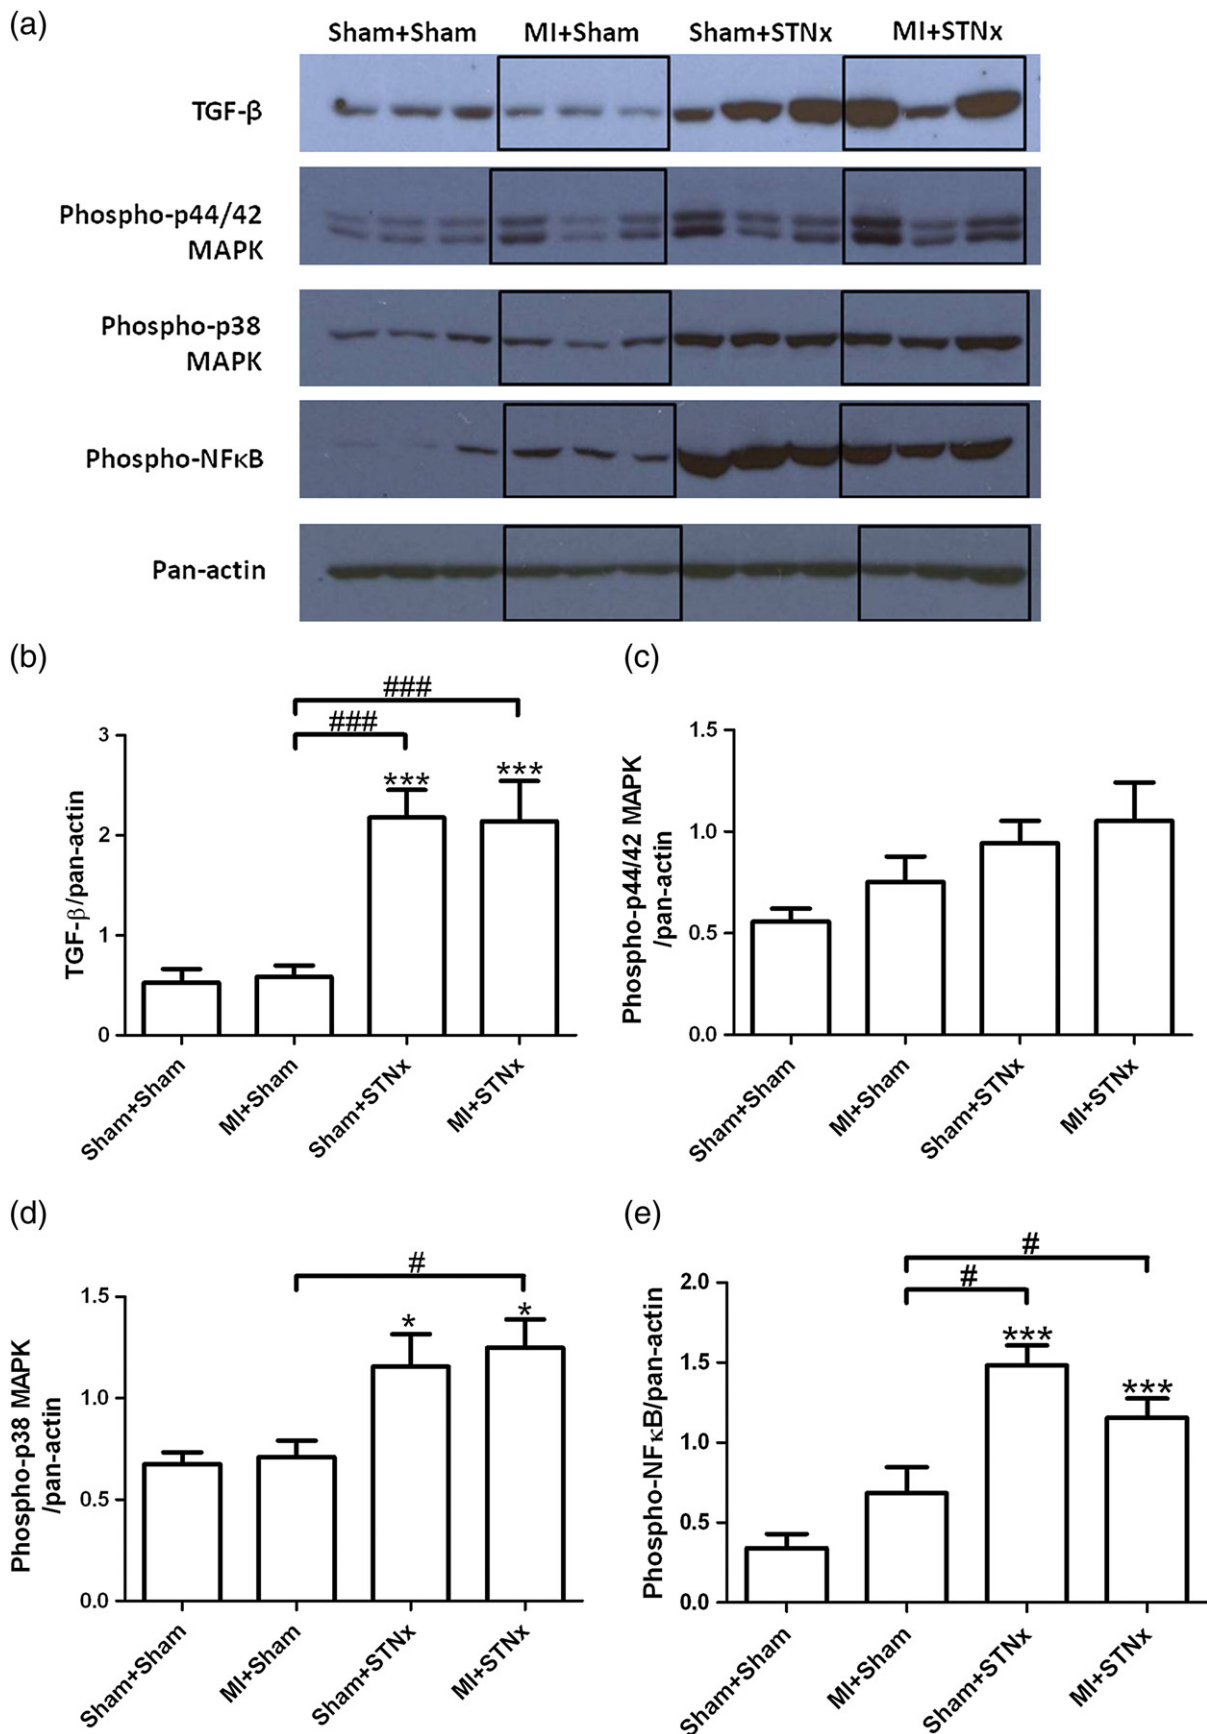 (a)
Sham+Sham MI+Sham Sham+STNx MI+STNx
TGF-β
Phospho-p44/42
MAPK
Phospho-p38
MAPK
Phospho-NFκB
Pan-actin
(b)
TGF-β/pan-actin
3
2
1
0
###
###
***
***
Sham+Sham
MI+Sham
Sham+STNx
MI+STNx
(c)
Phospho-p44/42 MAPK
/pan-actin
1.5
1.0
0.5
0.0
Sham+Sham
MI+Sham
Sham+STNx
MI+STNx
(d)
Phospho-p38 MAPK
/pan-actin
1.5
1.0
0.5
0.0
#
*
*
Sham+Sham
MI+Sham
Sham+STNx
MI+STNx
(e)
Phospho-NFκB/pan-actin
2.0
1.5
1.0
0.5
0.0
#
#
***
***
Sham+Sham
MI+Sham
Sham+STNx
MI+STNx